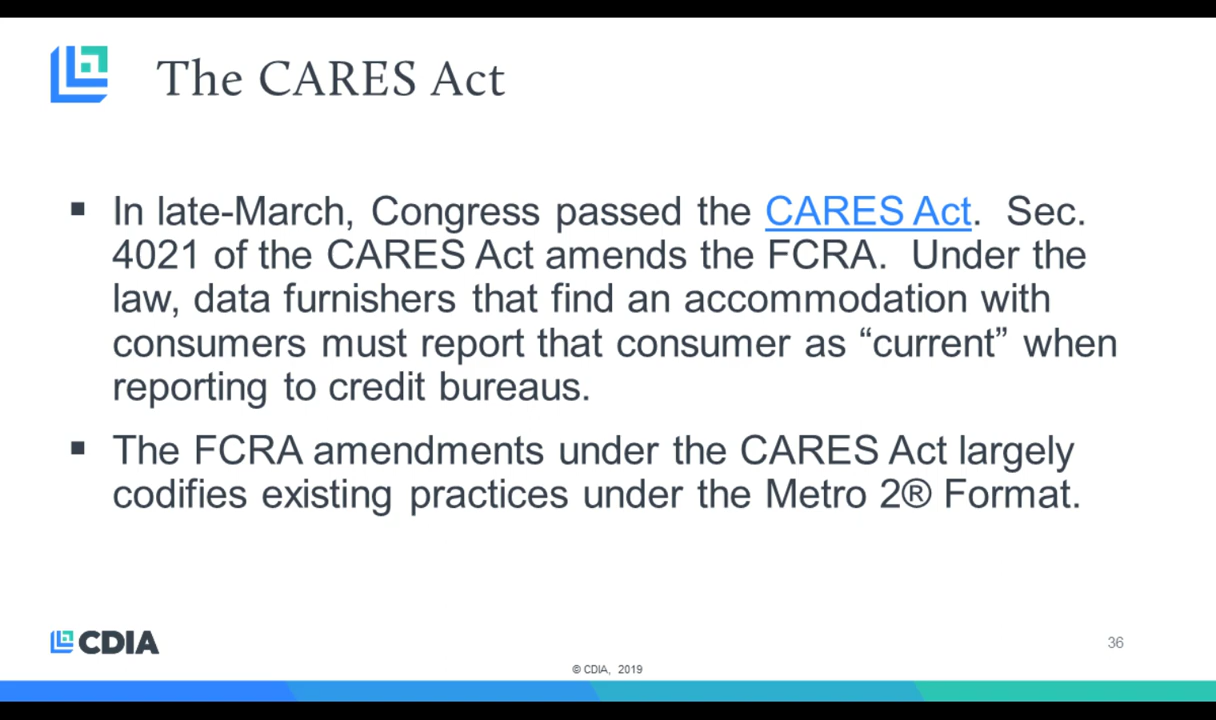 The CARES Act
▪ In late-March, Congress passed the CARES Act. Sec.
4021 of the CARES Act amends the FCRA. Under the
law, data furnishers that find an accommodation with
consumers must report that consumer as “current” when
reporting to credit bureaus.
▪ The FCRA amendments under the CARES Act largely
codifies existing practices under the Metro 2® Format.
CDIA
36
© CDIA, 2019